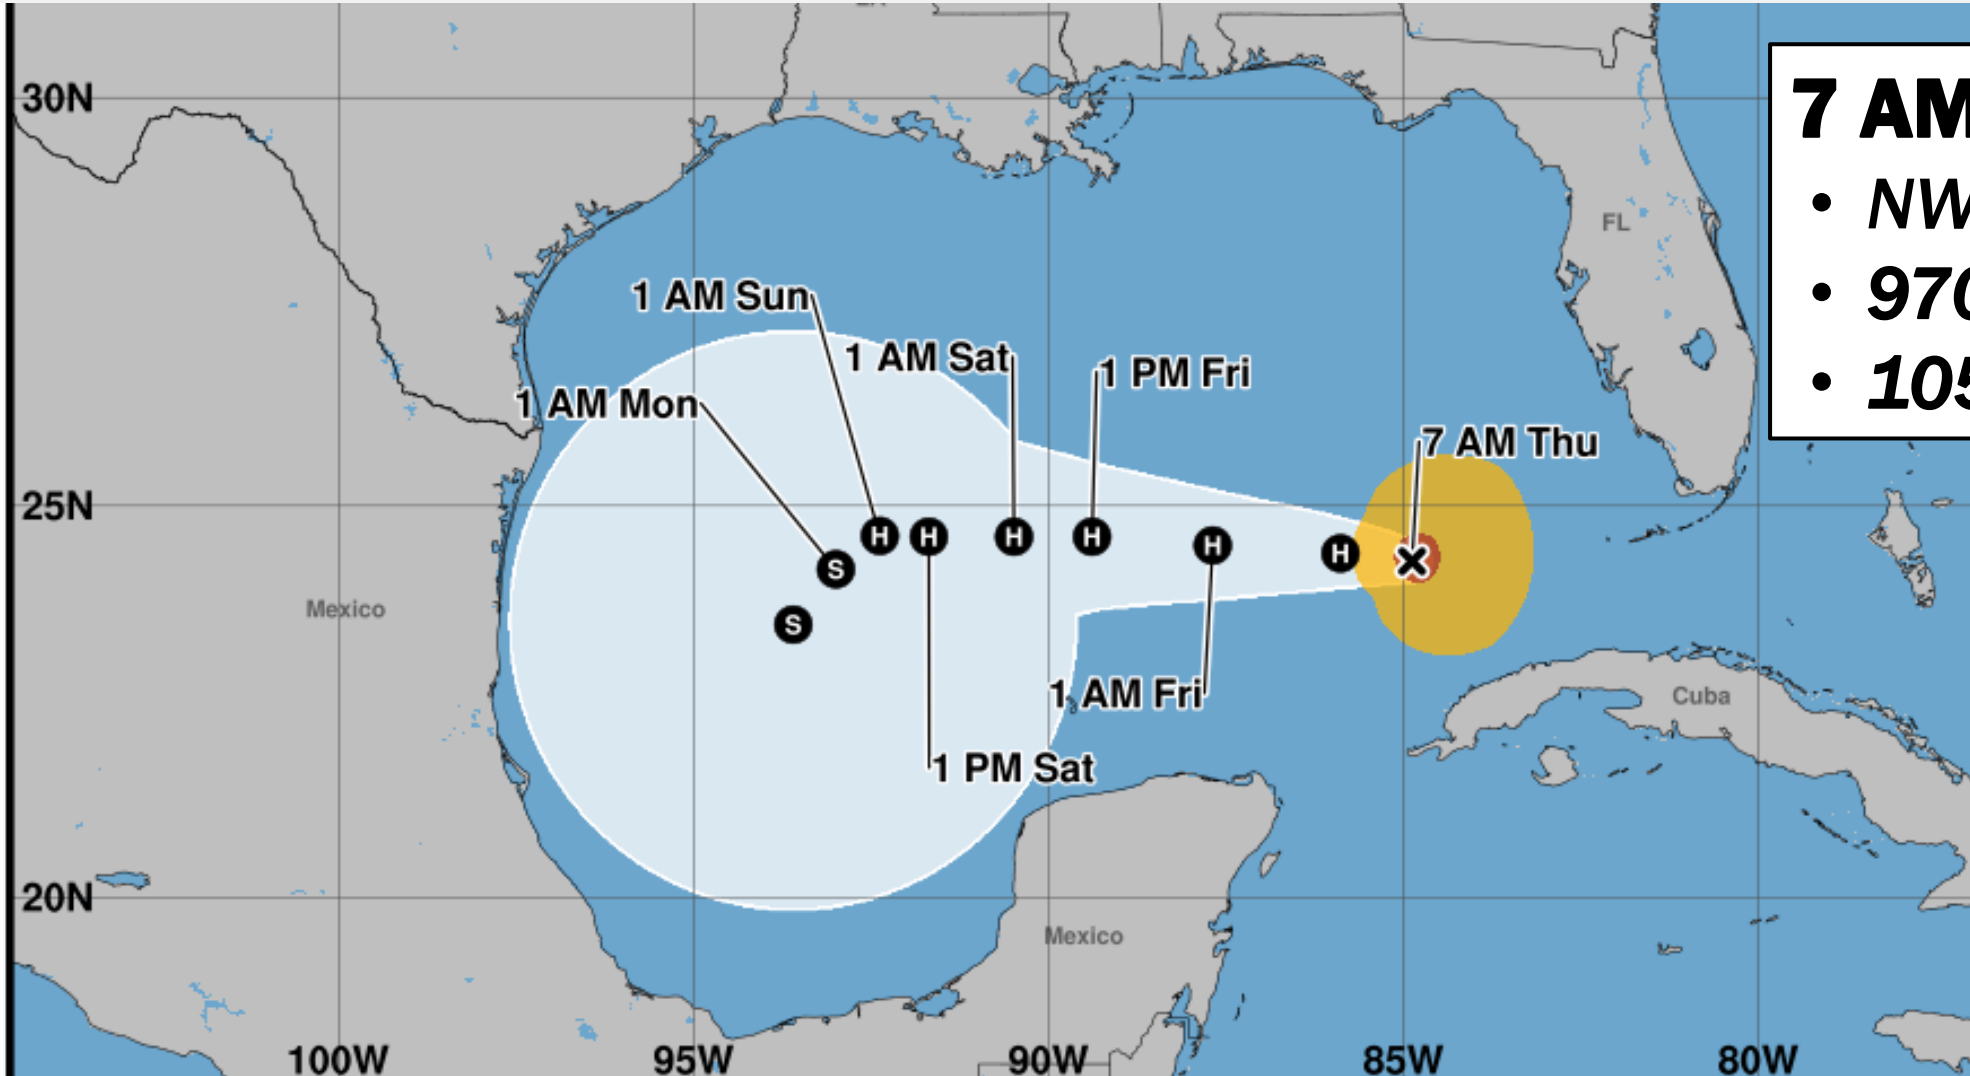 30N
7 AM
• NW
• 970
• 105
FL
1 AM Sun
1 AM Sat
1 PM Fri
1 AM Mon
7 AM Thu
25N
H
H
H
H
H
H
S
S
Mexico
1 AM Fri
Cuba
1 PM Sat
20N
Mexico
100W
95W
90W
85W
80W